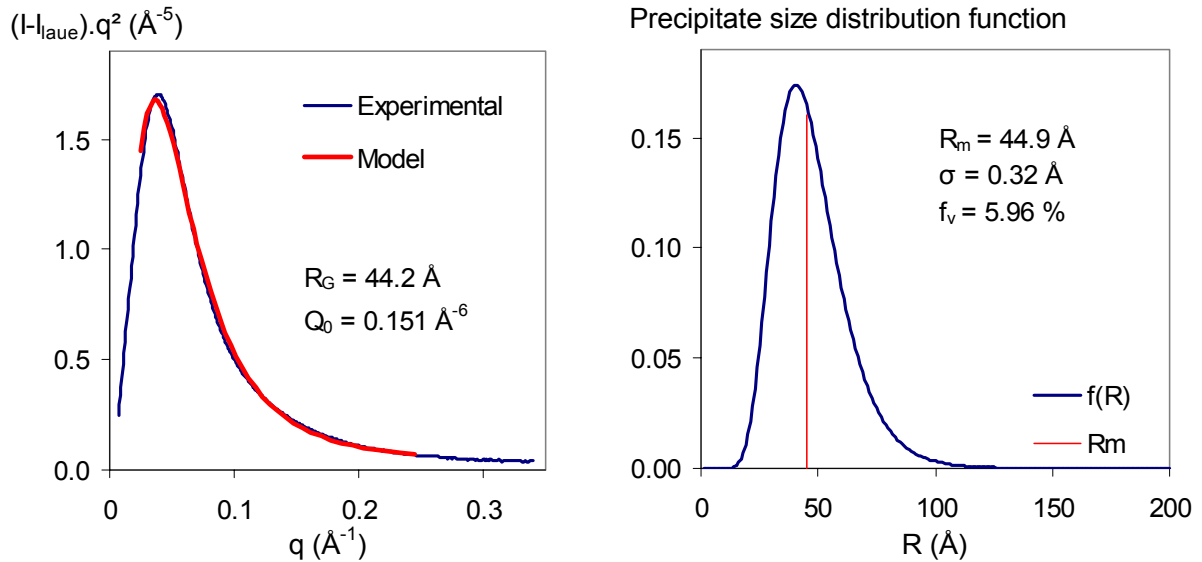 (I-I_laue).q² (Å⁻⁵)
1.5
1.0
0.5
0.0
0
0.1
0.2
0.3
q (Å⁻¹)
Experimental
Model
R_G = 44.2 Å
Q₀ = 0.151 Å⁻⁶
Precipitate size distribution function
0.15
0.10
0.05
0.00
0
50
100
150
200
R (Å)
R_m = 44.9 Å
σ = 0.32 Å
f_v = 5.96 %
f(R)
Rm